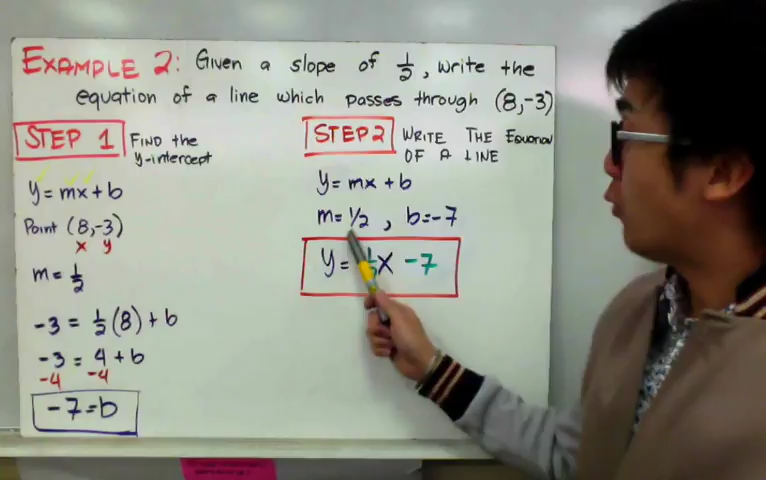 EXAMPLE 2: Given a slope of 1/2, write the
equation of a line which passes through (8,-3)
STEP 1 FIND the
y-intercept
y=mx+b
Point (8,-3)
x y
m=1/2
-3 = 1/2(8)+b
-3 = 4+b
-4 -4
-7=b
STEP2 WRITE THE EQUATION
OF A LINE
y=mx+b
m=1/2, b=-7
y= 1/2x -7